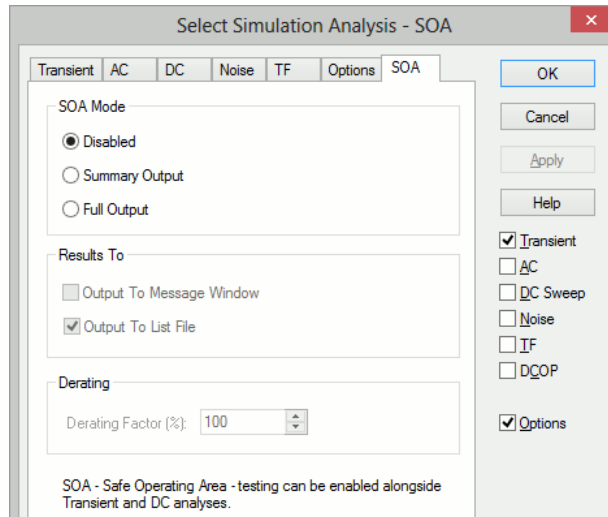 Select Simulation Analysis - SOA
Transient AC DC Noise TF Options SOA
SOA Mode
Disabled
Summary Output
Full Output
Results To
Output To Message Window
Output To List File
Derating
Derating Factor (%): 100
SOA - Safe Operating Area - testing can be enabled alongside
Transient and DC analyses.
OK
Cancel
Apply
Help
Transient
AC
DC Sweep
Noise
TF
DCOP
Options